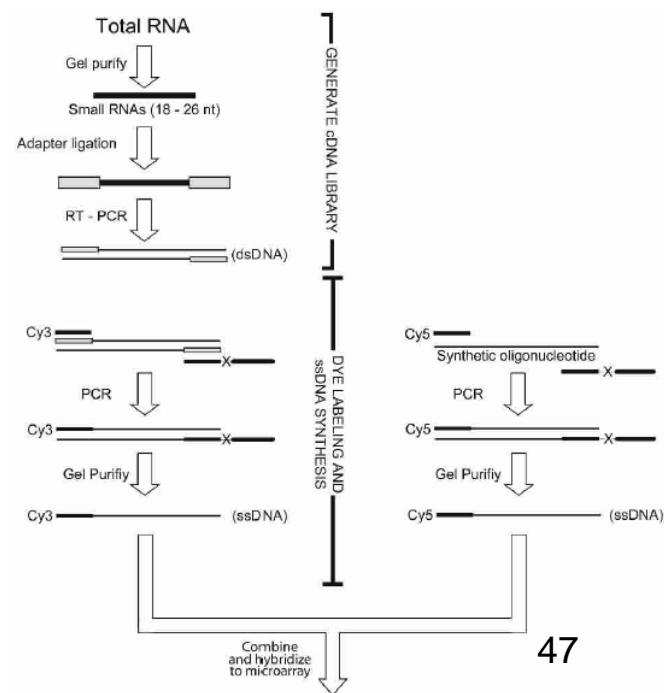 Total RNA
Gel purify
Small RNAs (18 - 26 nt)
Adapter ligation
RT - PCR
(dsDNA)
GENERATE cDNA LIBRARY
Cy3
X
PCR
Cy3
X
Gel Purifiy
Cy3
(ssDNA)
DYE LABELING AND
ssDNA SYNTHESIS
Cy5
Synthetic oligonucleotide
X
PCR
Cy5
X
Gel Purifiy
Cy5
(ssDNA)
Combine
and hybridize
to microarray
47